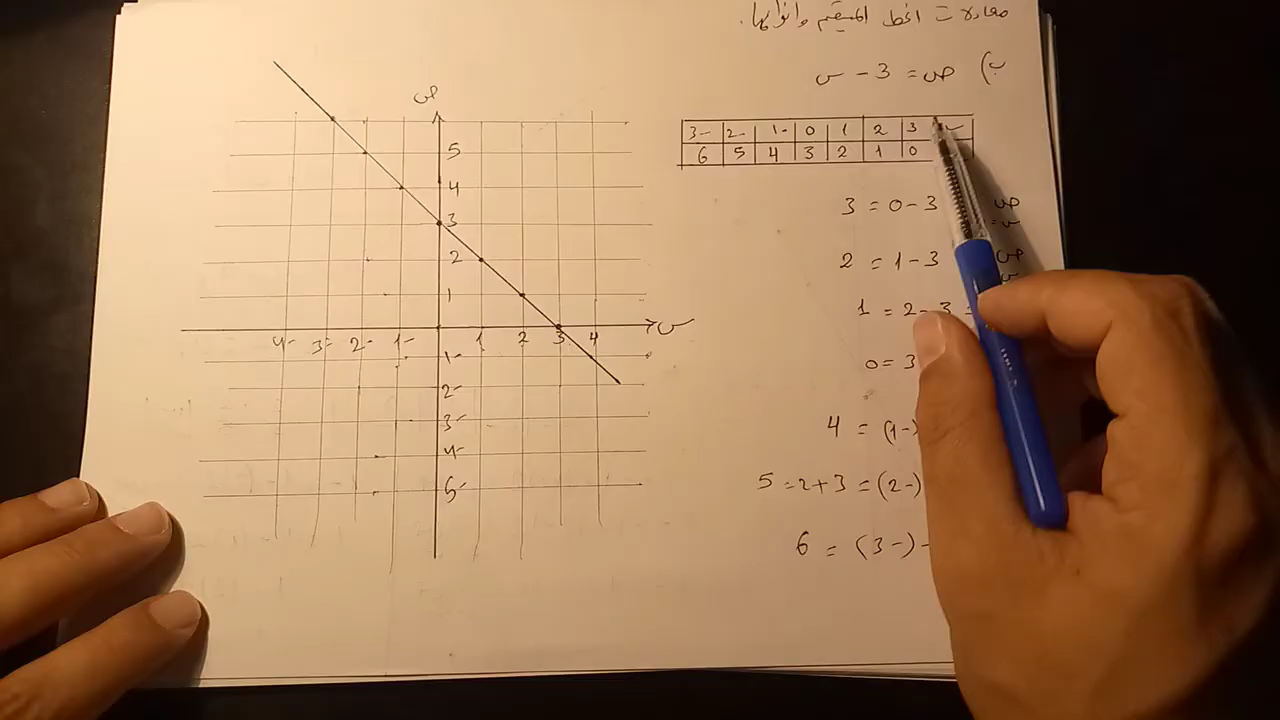 معادلة الخط المستقيم وانواعها.
ب) ص = 3 - س
س 3 2 1 0 1- 2- 3-
0 1 2 3 4 5 6
ص 3 - 0 = 3
س =
ص 3 - 1 = 2
3 - 2 = 1
3 = 0
(-1) = 4
(-2) = 3 + 2 = 5
- (-3) = 6
ص
5
4
3
2
1
س
4- 3- 2- 1- 1 2 3 4
1-
2-
3-
4-
5-